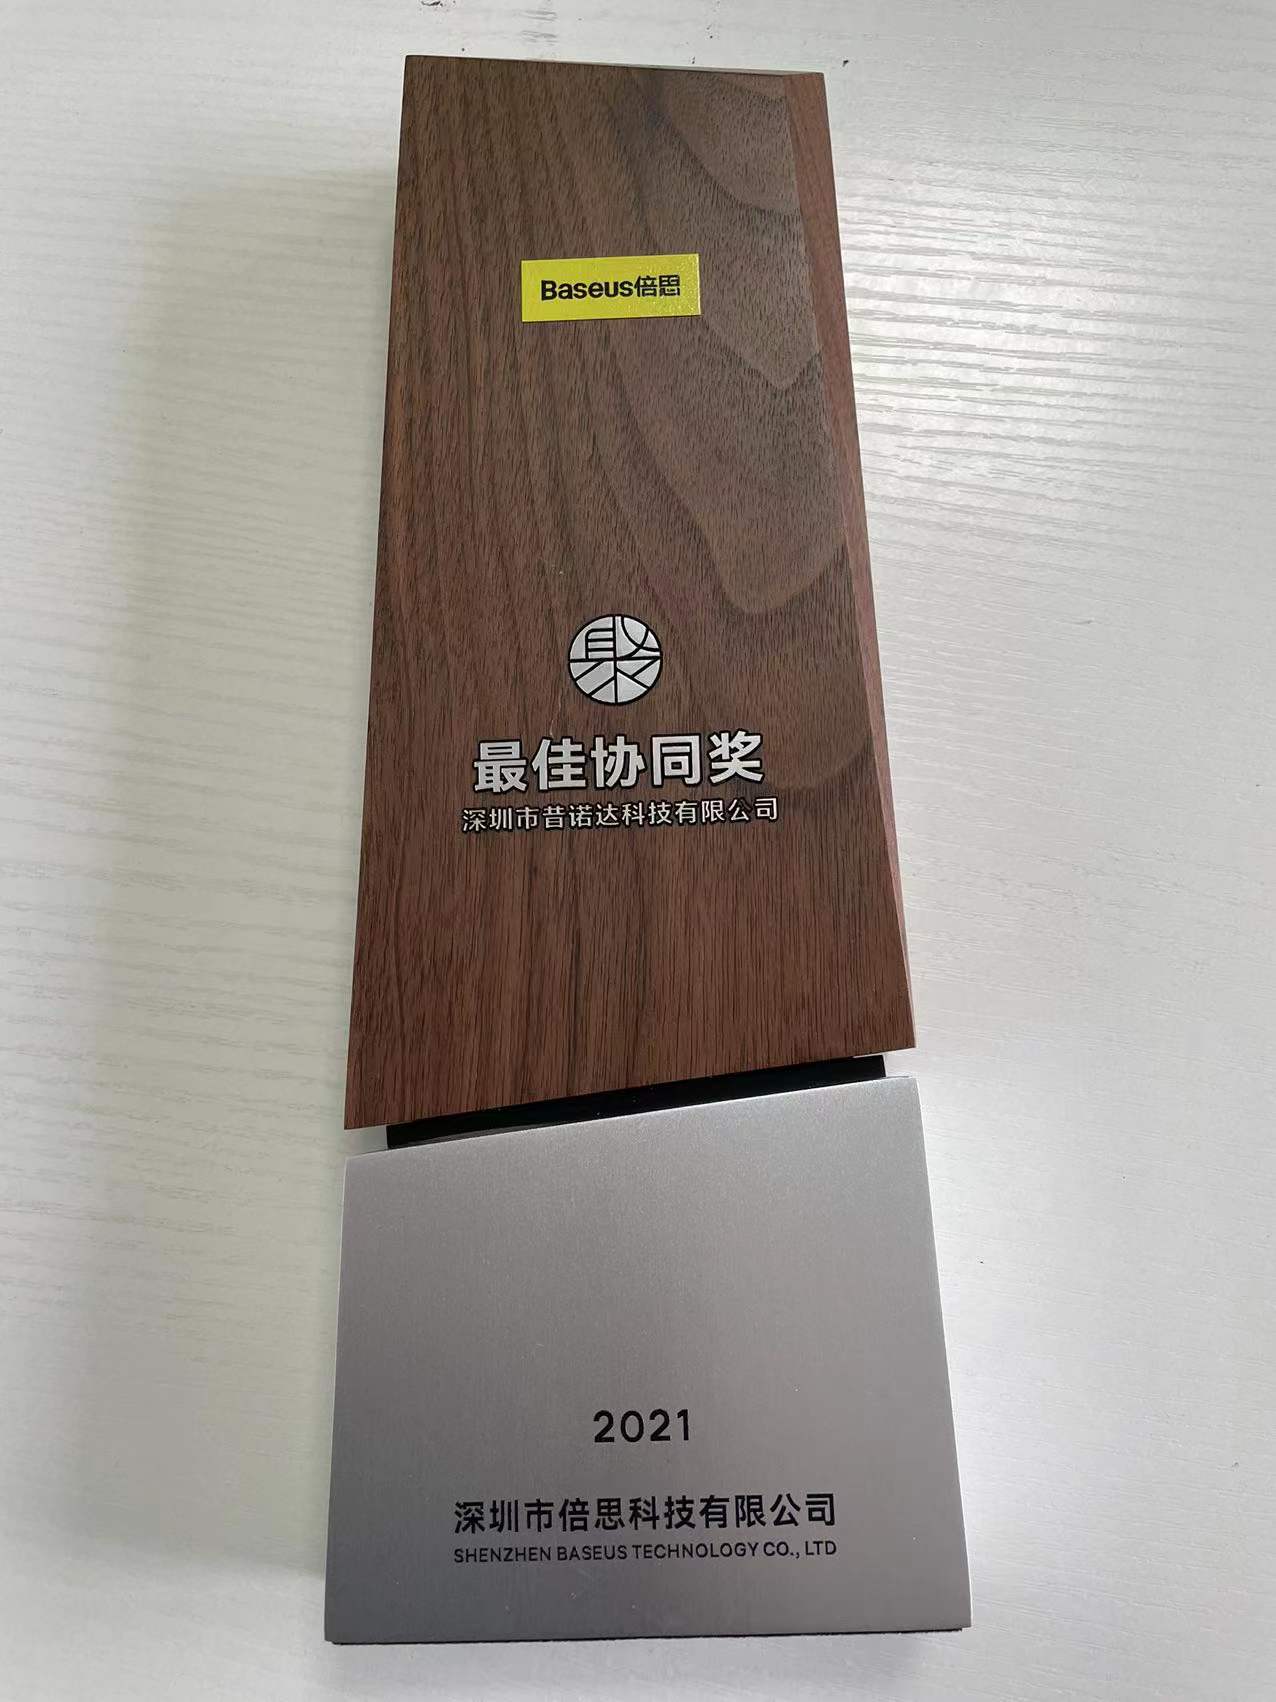 Baseus倍思
聚
最佳协同奖
深圳市昔诺达科技有限公司
2021
深圳市倍思科技有限公司
SHENZHEN BASEUS TECHNOLOGY CO., LTD